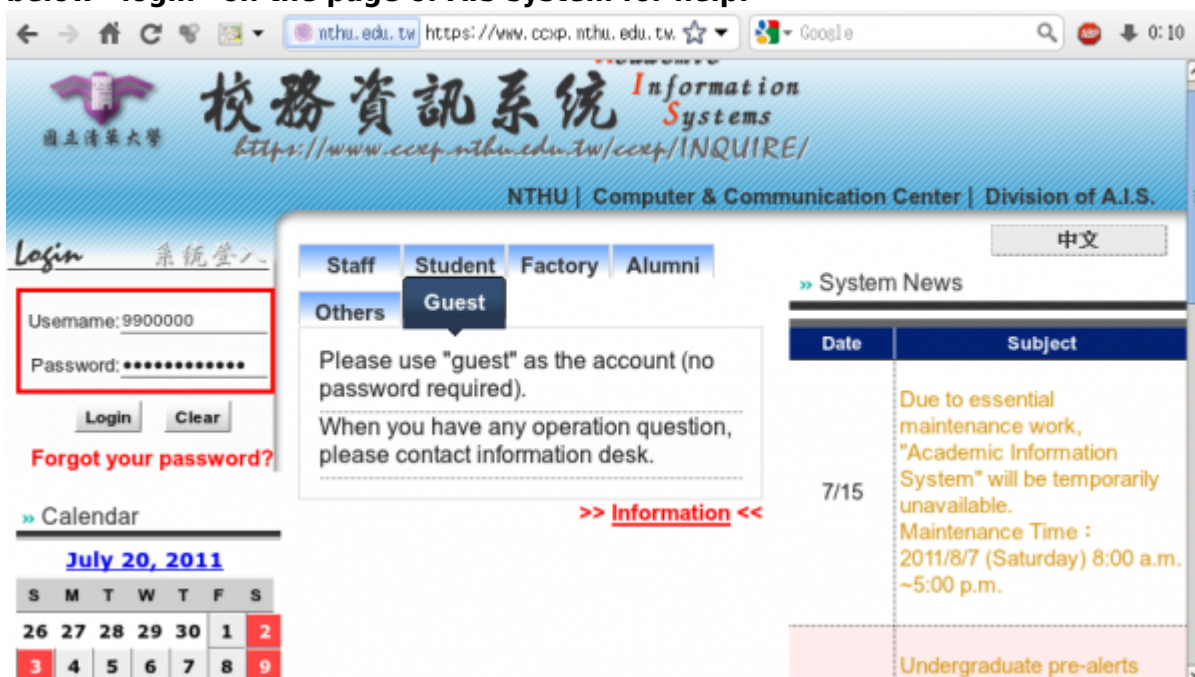 below "login" on the page of AIS system for help.
nthu.edu.tw https://www.ccxp.nthu.edu.tw. Google 0:10
校務資訊系統
Information
Systems
國立清華大學
https://www.ccxp.nthu.edu.tw/ccxp/INQUIRE/
NTHU | Computer & Communication Center | Division of A.I.S.
Login 系統登入
Username: 9900000
Password: ••••••••••••
Login Clear
Forgot your password?
» Calendar
July 20, 2011
S M T W T F S
26 27 28 29 30 1 2
3 4 5 6 7 8 9
Staff Student Factory Alumni
Others Guest
Please use "guest" as the account (no
password required).
When you have any operation question,
please contact information desk.
>> Information <<
中文
» System News
Date Subject
7/15
Due to essential
maintenance work,
"Academic Information
System" will be temporarily
unavailable.
Maintenance Time：
2011/8/7 (Saturday) 8:00 a.m.
~5:00 p.m.
Undergraduate pre-alerts